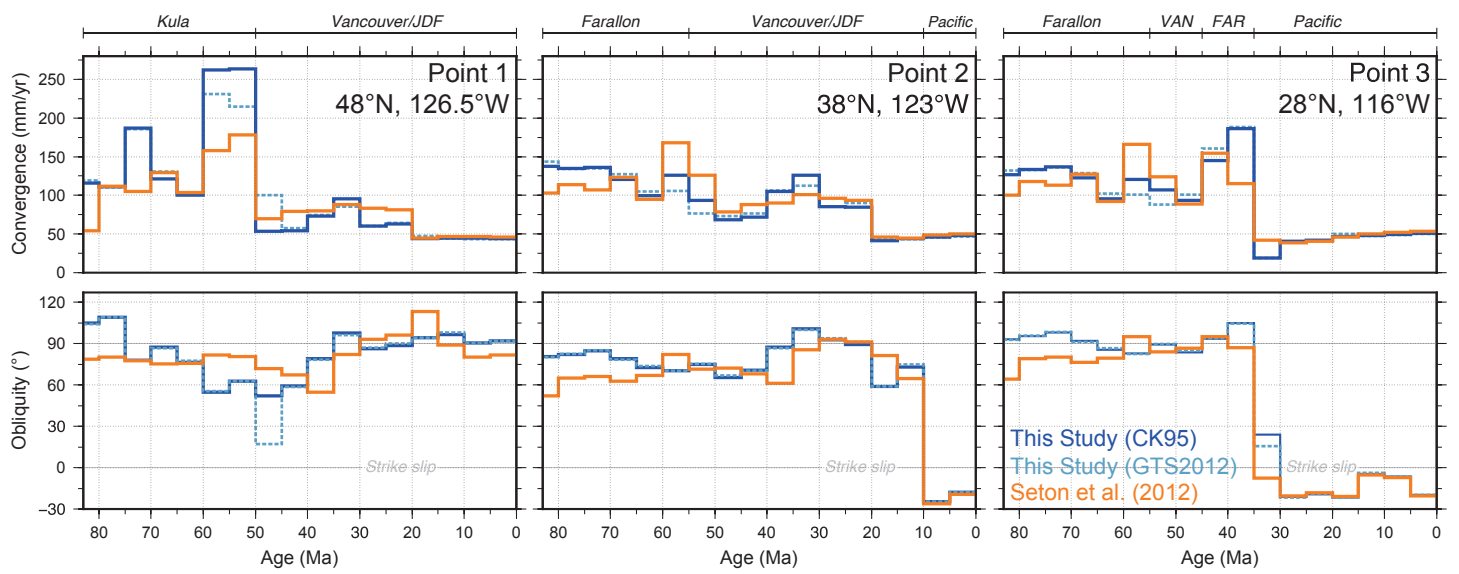 Kula Vancouver/JDF Farallon Vancouver/JDF Pacific Farallon VAN FAR Pacific
Convergence (mm/yr)
250
200
150
100
50
0
Point 1
48°N, 126.5°W
Point 2
38°N, 123°W
Point 3
28°N, 116°W
Obliquity (°)
120
90
60
30
0
−30
Strike slip
Strike slip
Strike slip
This Study (CK95)
This Study (GTS2012)
Seton et al. (2012)
80 70 60 50 40 30 20 10 0
80 70 60 50 40 30 20 10 0
80 70 60 50 40 30 20 10 0
Age (Ma)
Age (Ma)
Age (Ma)